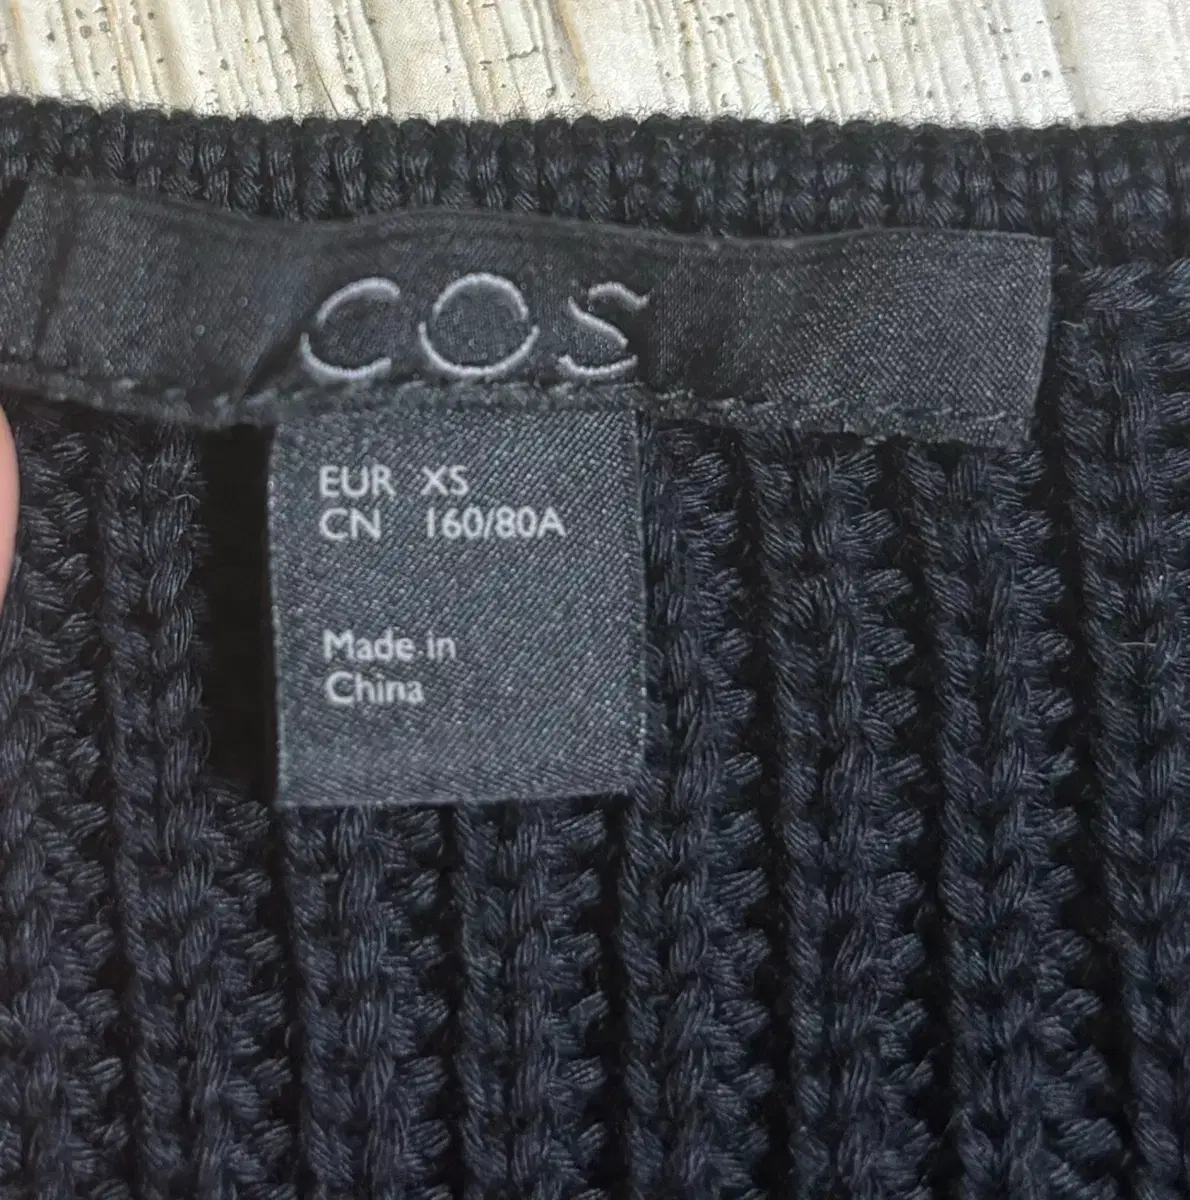 COS
EUR XS
CN 160/80A
Made in
China